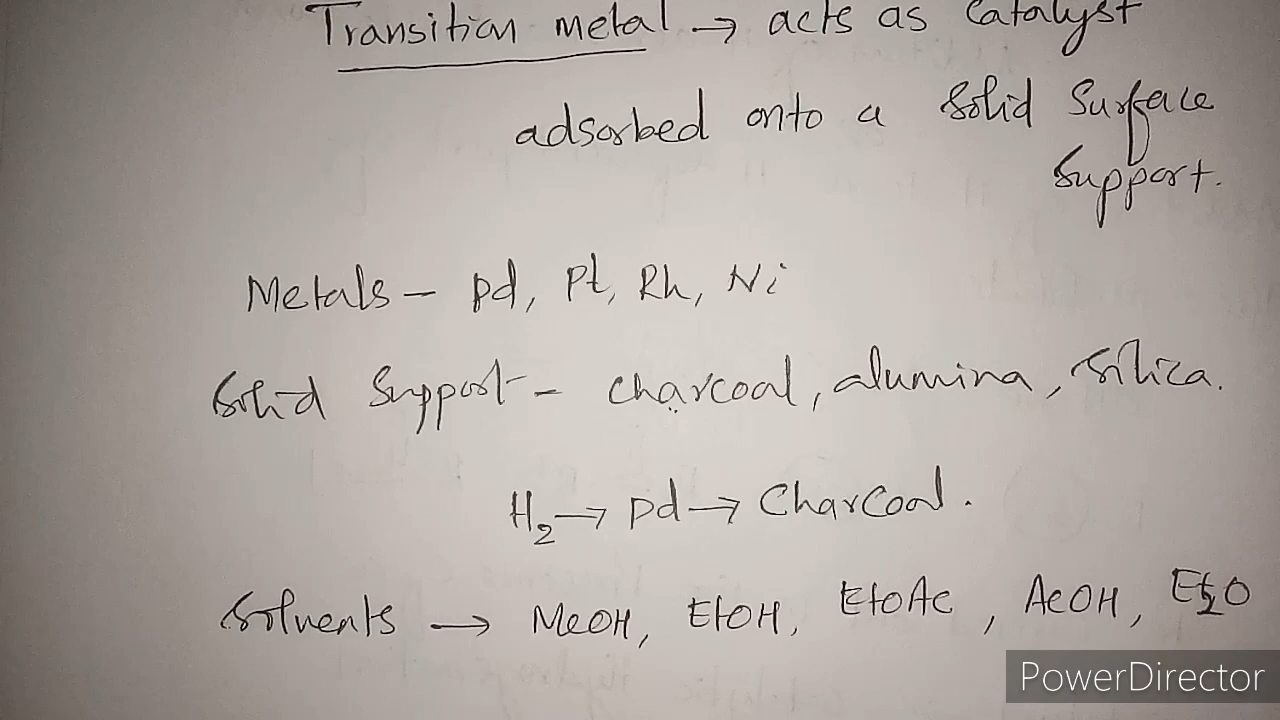 Transition metal → acts as Catalyst
adsorbed onto a Solid Surface
Support.
Metals - Pd, Pt, Rh, Ni
Solid Support - Charcoal, alumina, Silica.
H₂ → Pd → Charcoal.
Solvents → MeOH, EtOH, EtOAc, AcOH, Et₂O
PowerDirector